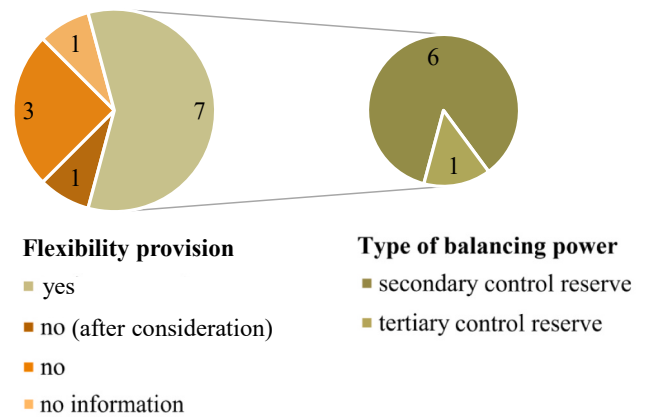 1
6
3
7
1
1
Flexibility provision
yes
no (after consideration)
no
no information
Type of balancing power
secondary control reserve
tertiary control reserve